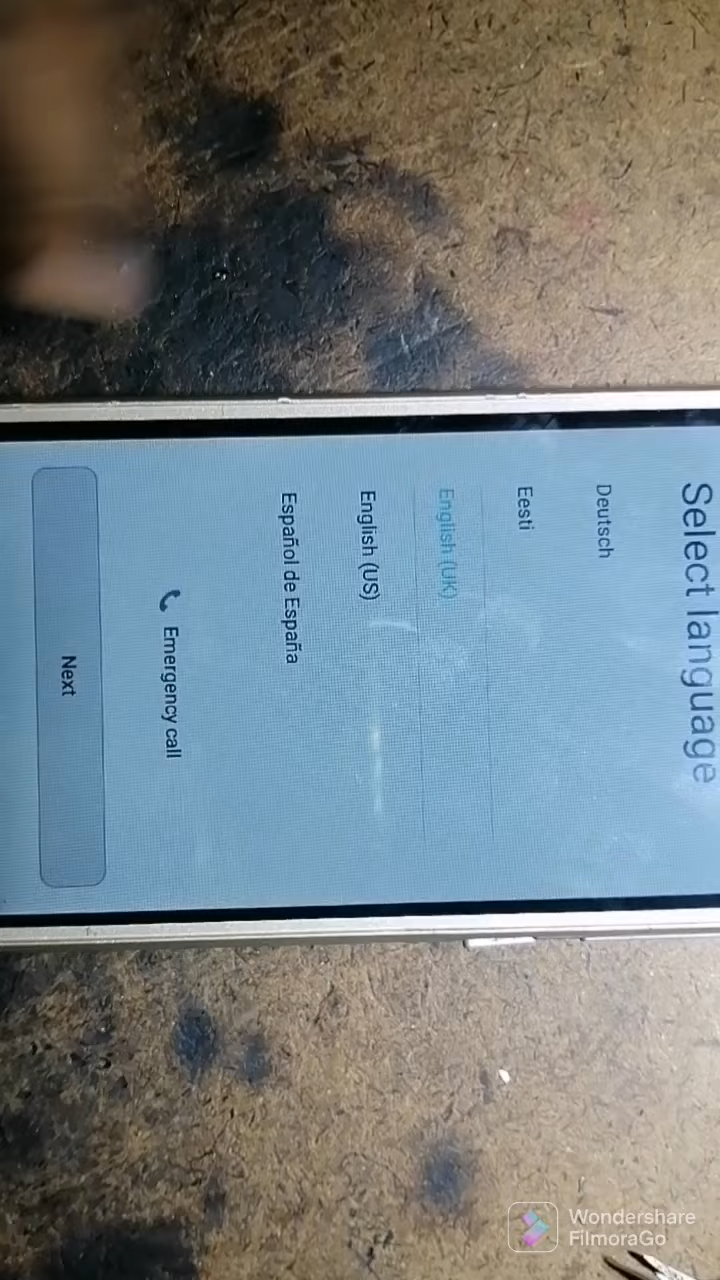 Select language
Deutsch
Eesti
English (UK)
English (US)
Español de España
Emergency call
Next
Wondershare
FilmoraGo